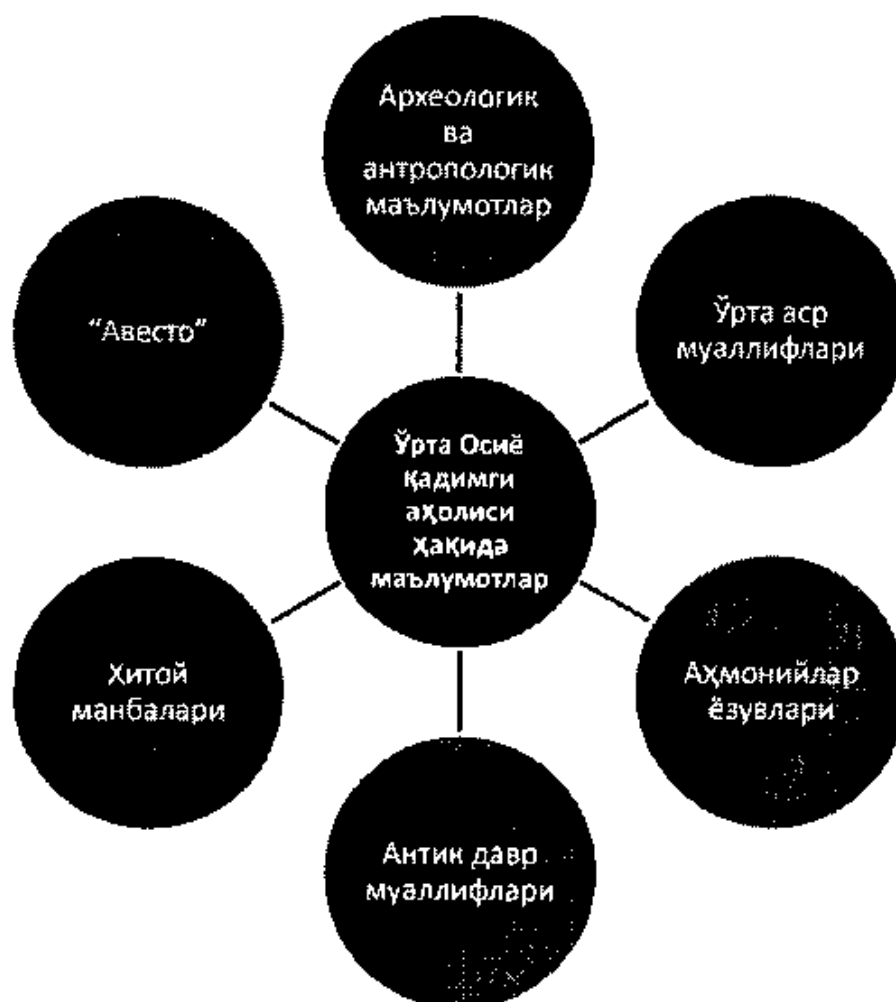 Археологик
ва
антропологик
маълумотлар
"Авесто"
Ўрта аср
муаллифлари
Ўрта Осиё
қадимги
аҳолиси
ҳақида
маълумотлар
Хитой
манбалари
Аҳмонийлар
ёзувлари
Антик давр
муаллифлари